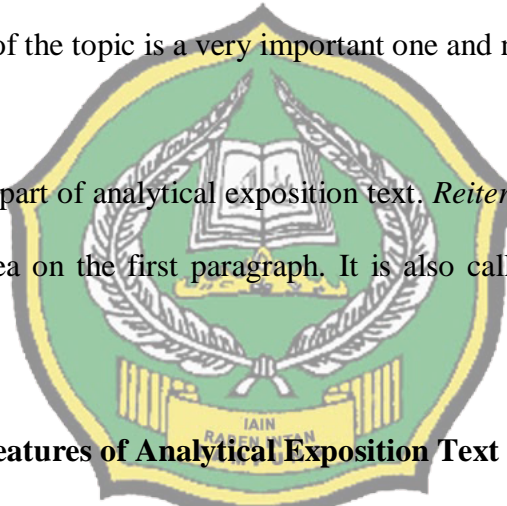 of the topic is a very important one and
part of analytical exposition text. Reiter
ea on the first paragraph. It is also call
eatures of Analytical Exposition Text
IAIN
RADEN INTAN